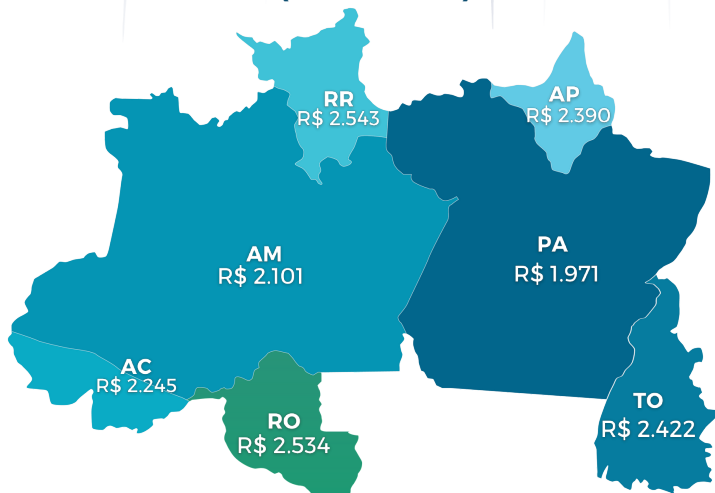 RR
R$ 2.543
AP
R$ 2.390
AM
R$ 2.101
PA
R$ 1.971
AC
R$ 2.245
RO
R$ 2.534
TO
R$ 2.422